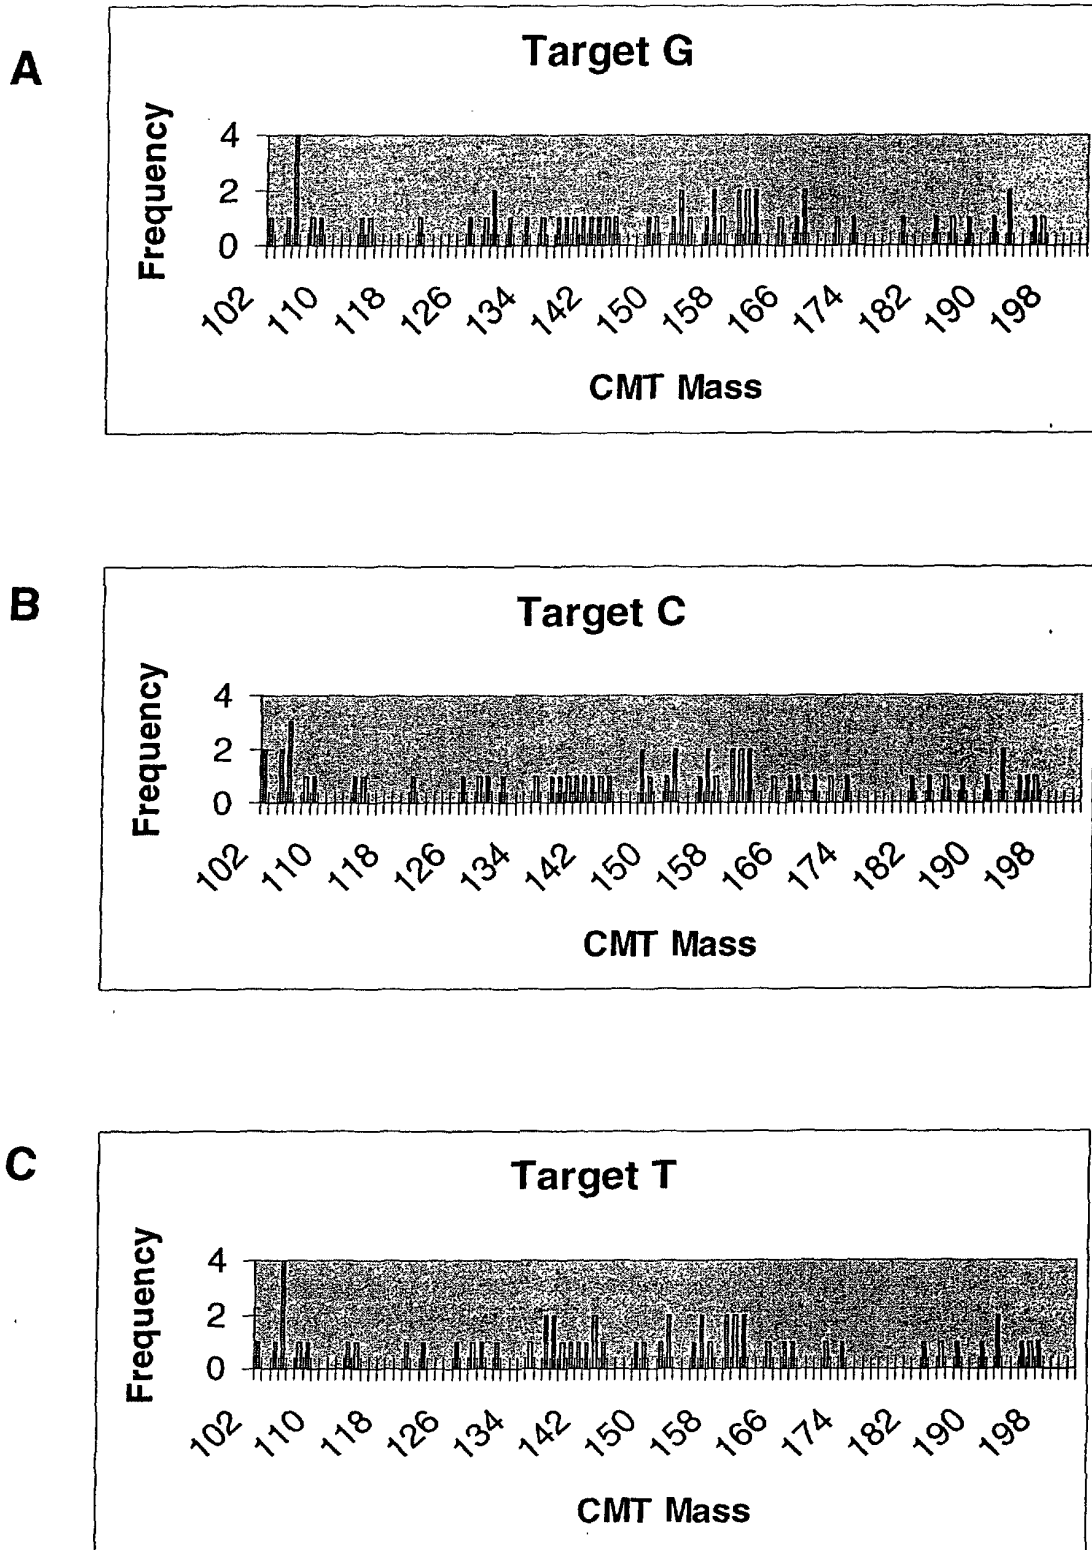 A
Target G
Frequency
4
2
0
102 110 118 126 134 142 150 158 166 174 182 190 198
CMT Mass
B
Target C
Frequency
4
2
0
102 110 118 126 134 142 150 158 166 174 182 190 198
CMT Mass
C
Target T
Frequency
4
2
0
102 110 118 126 134 142 150 158 166 174 182 190 198
CMT Mass